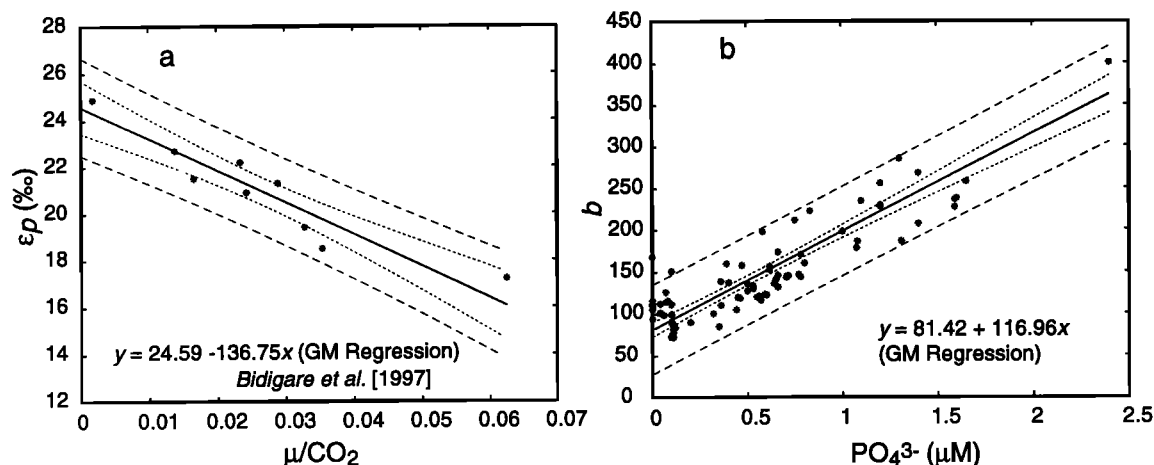 28
26
24
22
20
18
16
14
12
εp (‰)
a
y = 24.59 -136.75x (GM Regression)
Bidigare et al. [1997]
0 0.01 0.02 0.03 0.04 0.05 0.06 0.07
μ/CO2
450
400
350
300
250
200
150
100
50
0
b
b
y = 81.42 + 116.96x
(GM Regression)
0 0.5 1 1.5 2 2.5
PO4³- (μM)